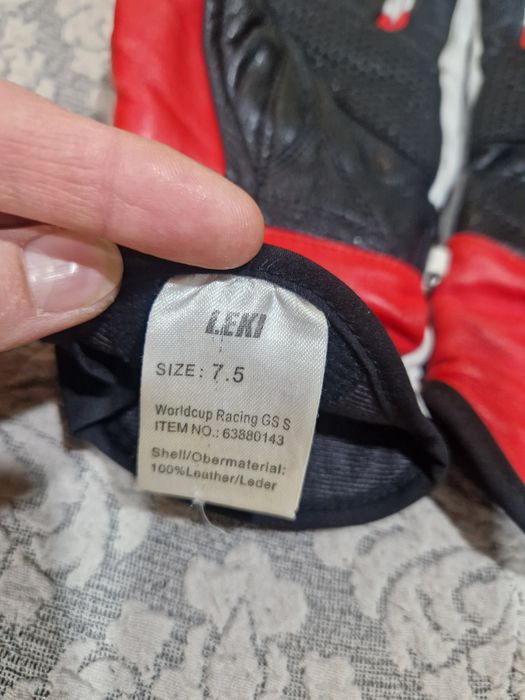 LEKI
SIZE: 7.5
Worldcup Racing GS S
ITEM NO.: 63880143
Shell/Obermaterial:
100%Leather/Leder